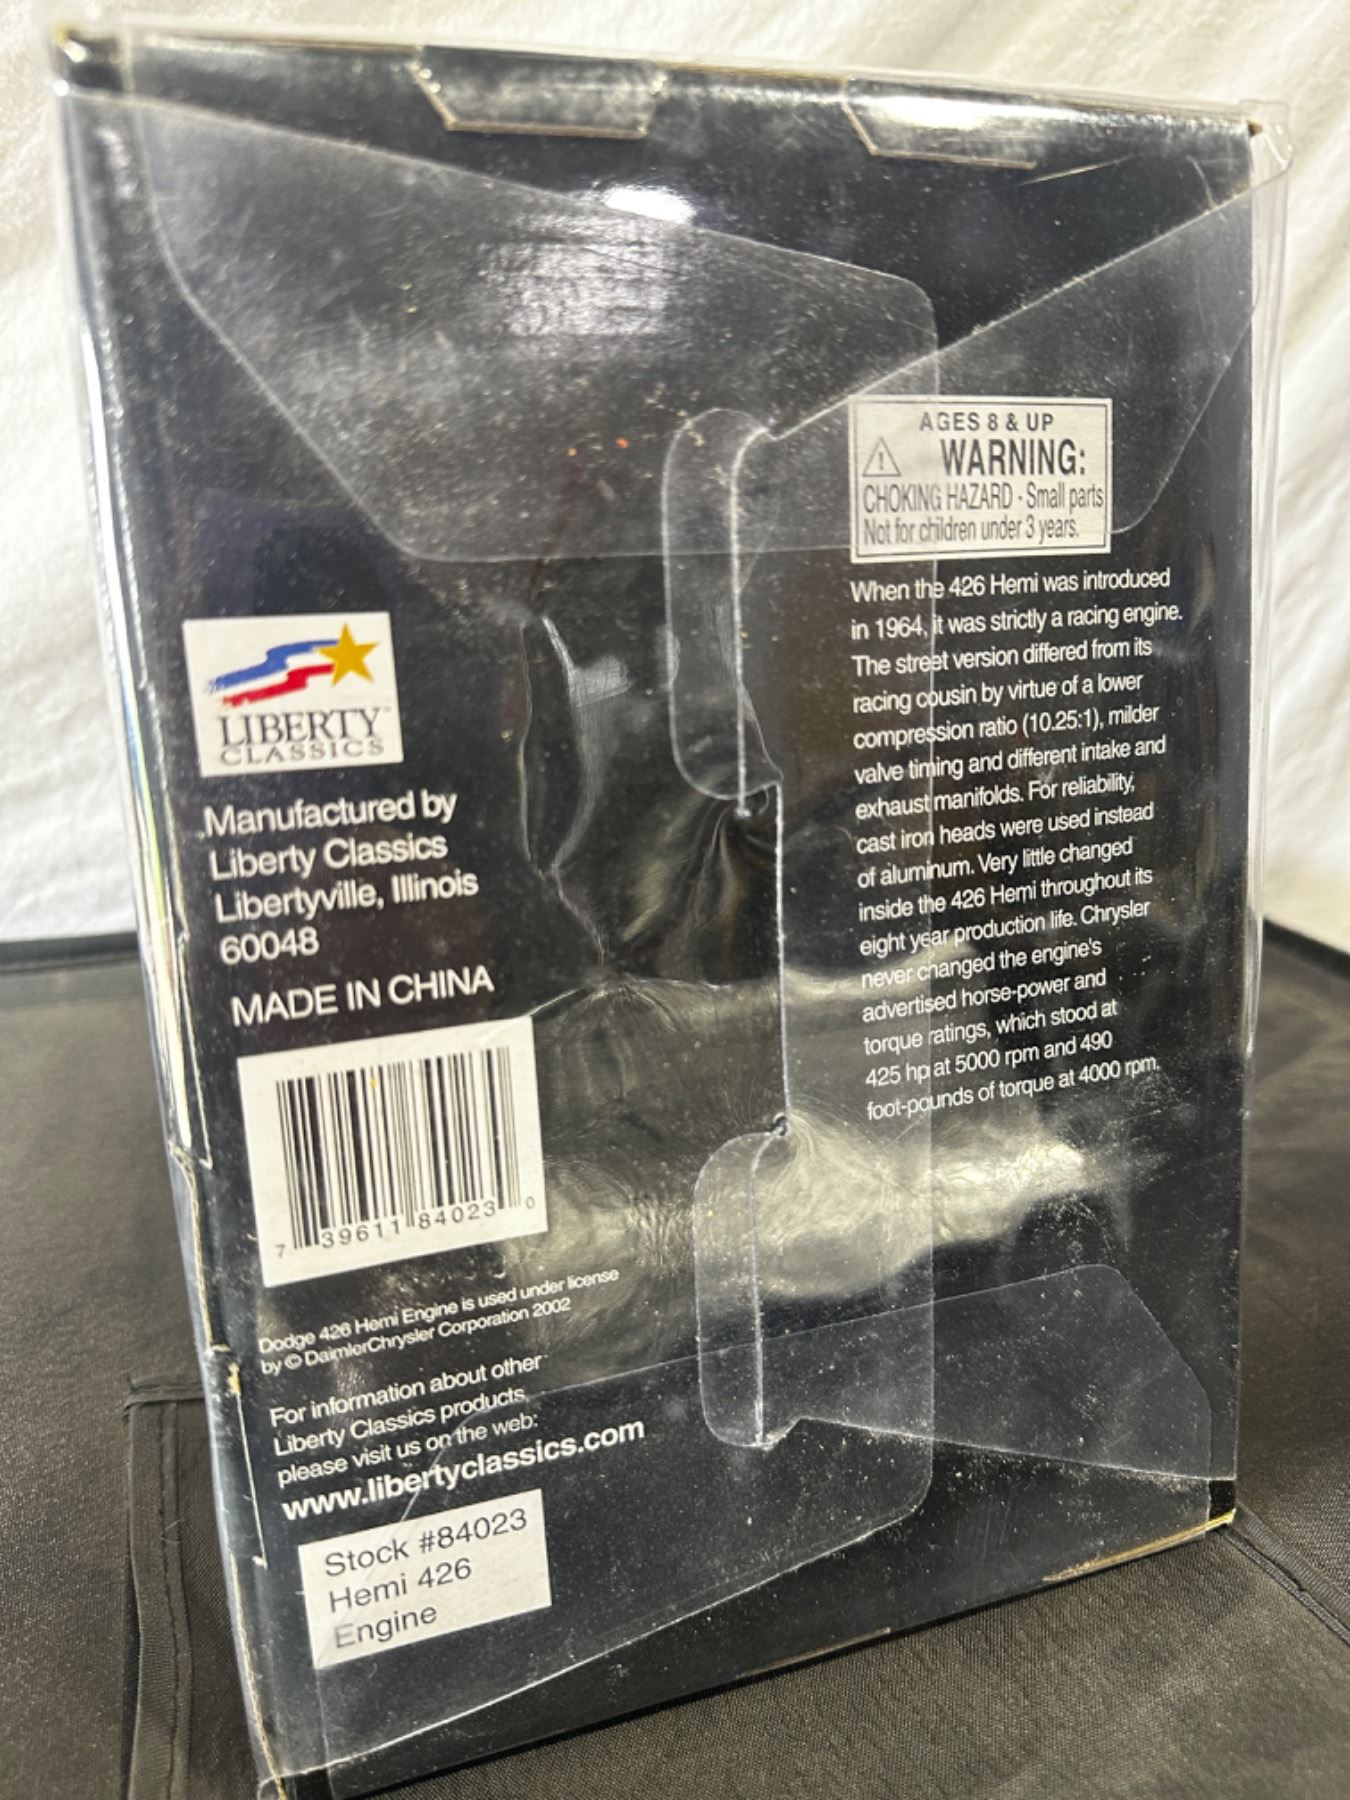 AGES 8 & UP
WARNING:
CHOKING HAZARD - Small parts
Not for children under 3 years.
When the 426 Hemi was introduced
in 1964, it was strictly a racing engine.
The street version differed from its
racing cousin by virtue of a lower
compression ratio (10.25:1), milder
valve timing and different intake and
exhaust manifolds. For reliability,
cast iron heads were used instead
of aluminum. Very little changed
inside the 426 Hemi throughout its
eight year production life. Chrysler
never changed the engine's
advertised horse-power and
torque ratings, which stood at
425 hp at 5000 rpm and 490
foot-pounds of torque at 4000 rpm.
LIBERTY™
CLASSICS
Manufactured by
Liberty Classics
Libertyville, Illinois
60048
MADE IN CHINA
7 39611 84023 0
Dodge 426 Hemi Engine is used under license
by © DaimlerChrysler Corporation 2002
For information about other
Liberty Classics products
please visit us on the web:
www.libertyclassics.com
Stock #84023
Hemi 426
Engine